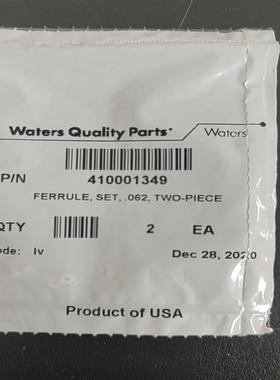 Waters Quality Parts
Waters
P/N 410001349
FERRULE, SET, .062, TWO-PIECE
QTY 2 EA
ode: lv Dec 28, 2020
Product of USA